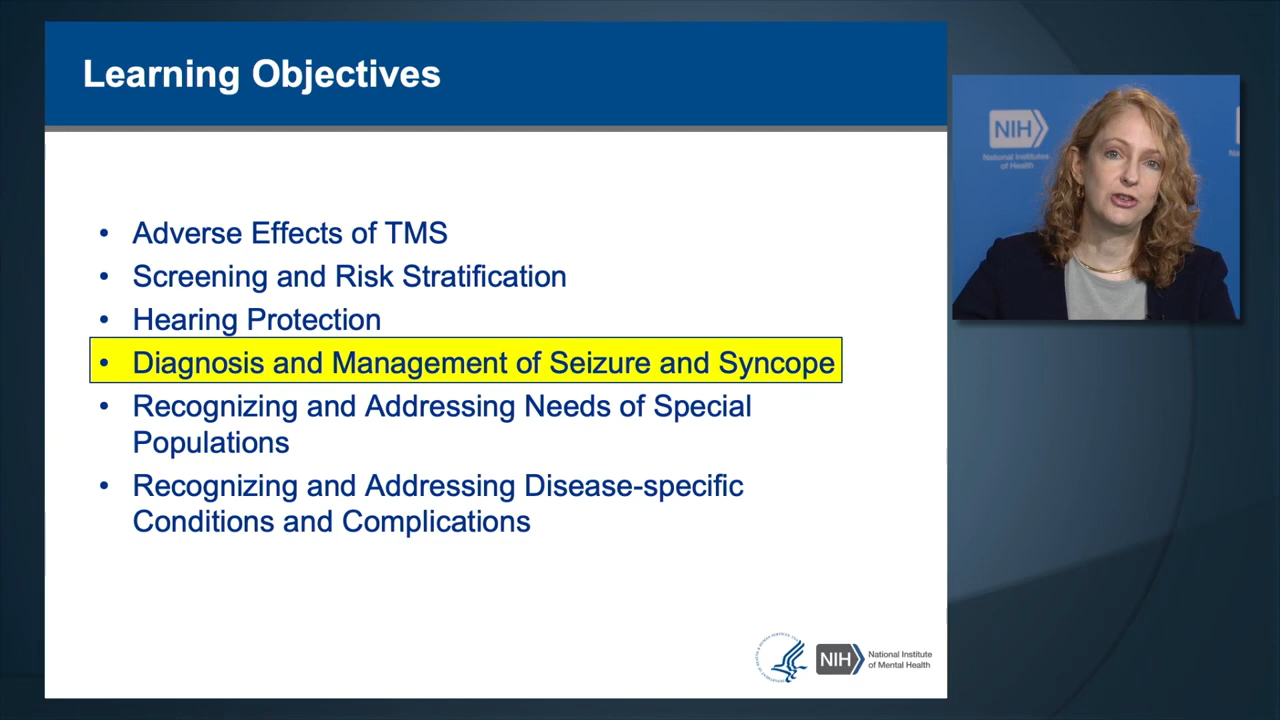 Learning Objectives
• Adverse Effects of TMS
• Screening and Risk Stratification
• Hearing Protection
• Diagnosis and Management of Seizure and Syncope
• Recognizing and Addressing Needs of Special
Populations
• Recognizing and Addressing Disease-specific
Conditions and Complications
NIH
National Institutes
of Health
NIH
National Institute
of Mental Health